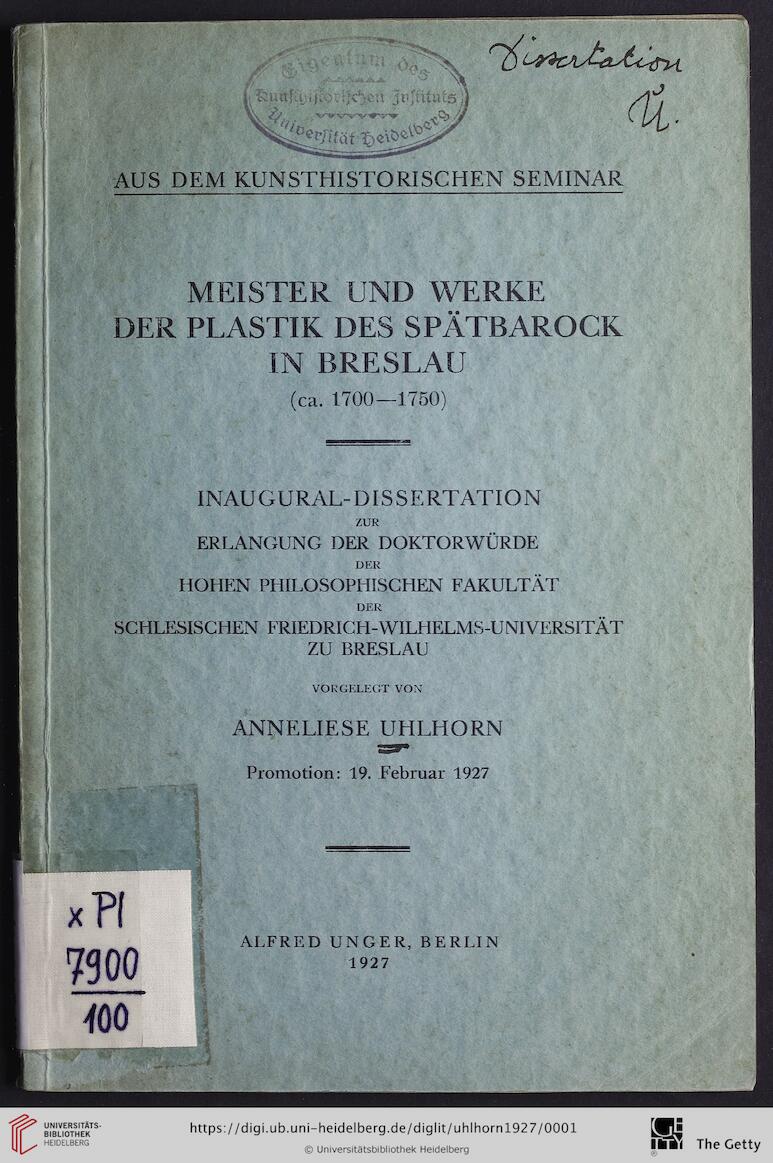 Eigentum des
Kunsthistorischen Instituts
Universität Heidelberg
Dissertation
U.
AUS DEM KUNSTHISTORISCHEN SEMINAR
MEISTER UND WERKE
DER PLASTIK DES SPÄTBAROCK
IN BRESLAU
(ca. 1700—1750)
INAUGURAL-DISSERTATION
ZUR
ERLANGUNG DER DOKTORWÜRDE
DER
HOHEN PHILOSOPHISCHEN FAKULTÄT
DER
SCHLESISCHEN FRIEDRICH-WILHELMS-UNIVERSITÄT
ZU BRESLAU
VORGELEGT VON
ANNELIESE UHLHORN
Promotion: 19. Februar 1927
x Pl
7900
100
ALFRED UNGER, BERLIN
1927
UNIVERSITÄTS-
BIBLIOTHEK
HEIDELBERG
https://digi.ub.uni-heidelberg.de/diglit/uhlhorn1927/0001
© Universitätsbibliothek Heidelberg
GETTY
The Getty